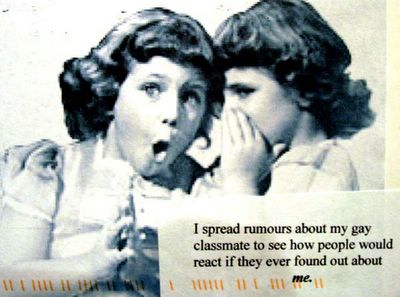 I spread rumours about my gay
classmate to see how people would
react if they ever found out about
me.